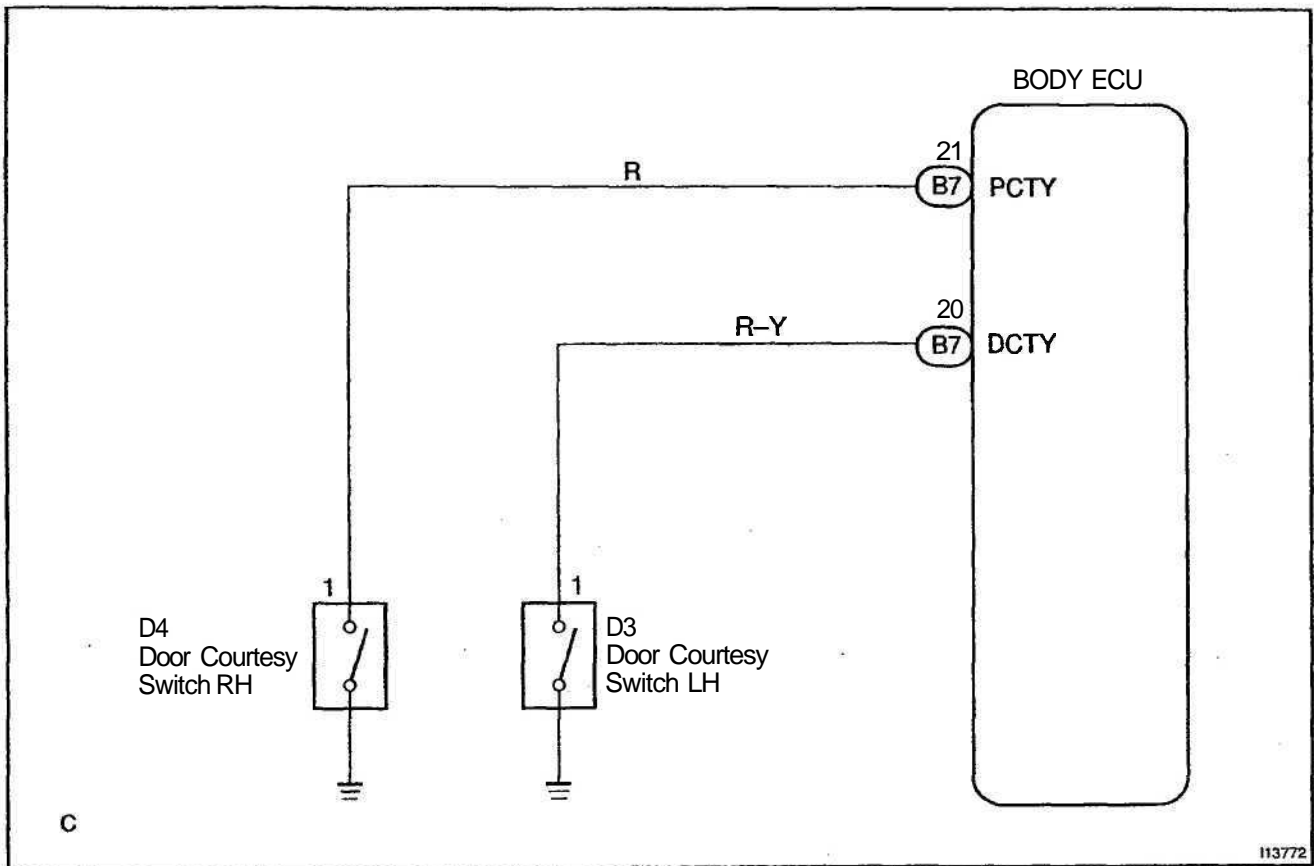 BODY ECU
21
R
B7
PCTY
20
R–Y
B7
DCTY
1
1
D4
Door Courtesy
Switch RH
D3
Door Courtesy
Switch LH
C
I13772